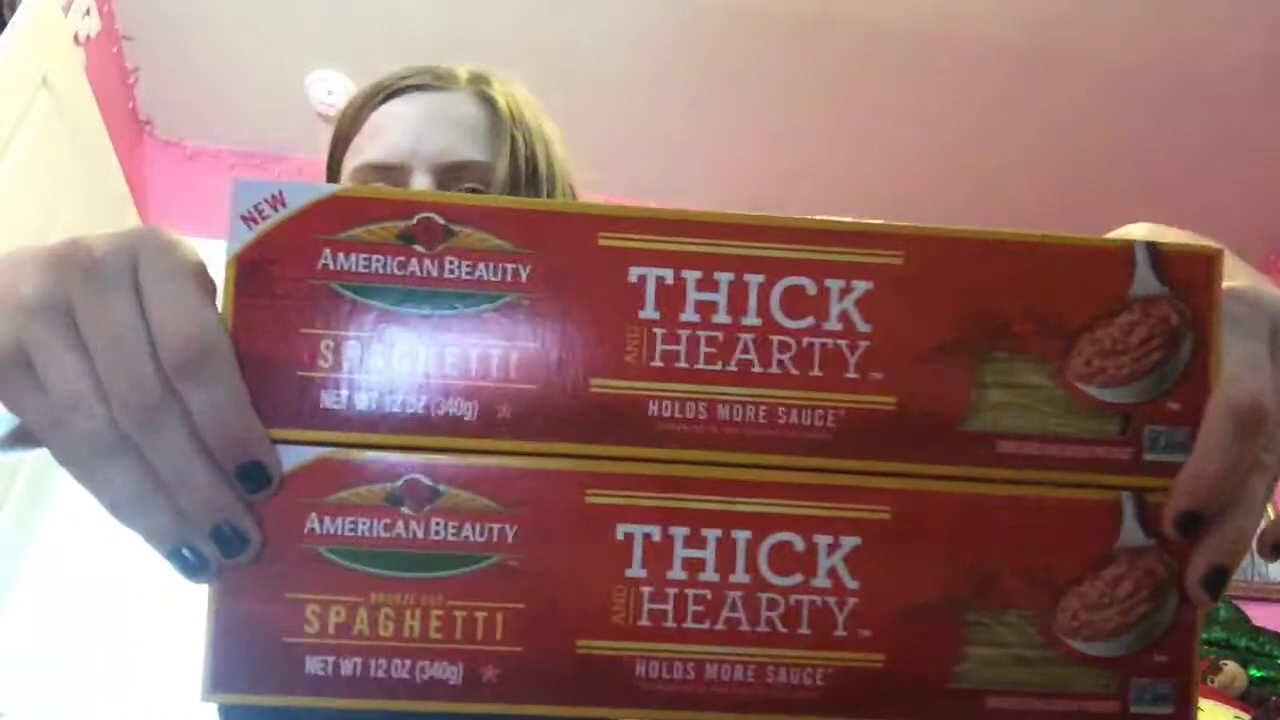 NEW
AMERICAN BEAUTY
SPAGHETTI
NET WT 12 OZ (340g)
THICK
AND
HEARTY
HOLDS MORE SAUCE*
AMERICAN BEAUTY
BRONZE CUT
SPAGHETTI
NET WT 12 OZ (340g)
THICK
AND
HEARTY
HOLDS MORE SAUCE*